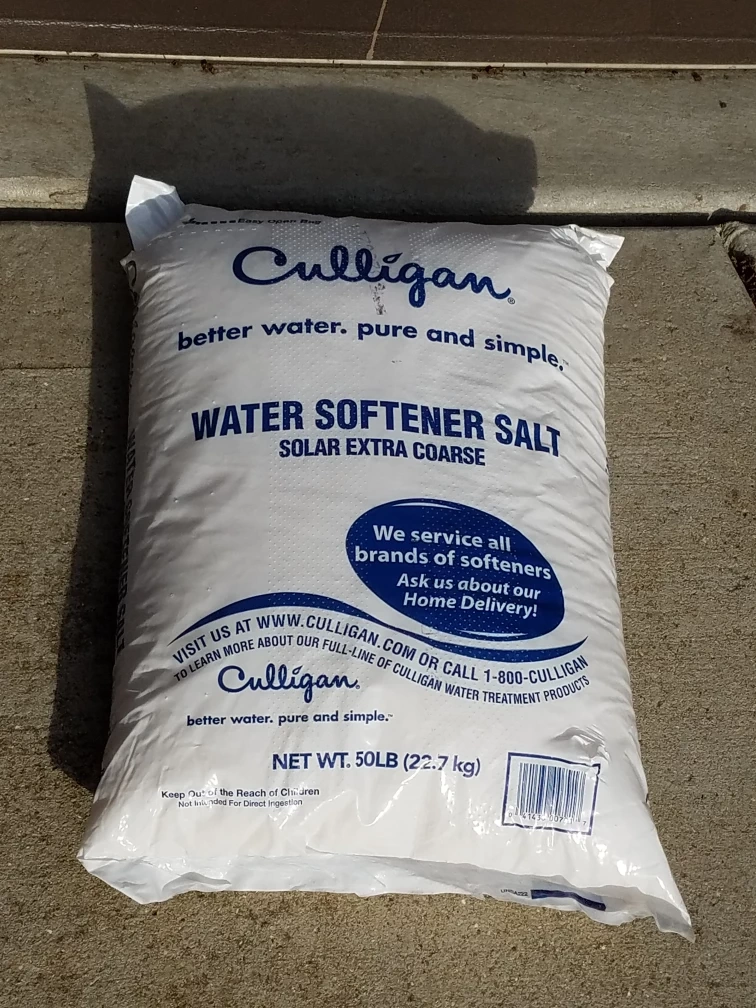 Easy Open
Culligan®
better water. pure and simple.™
WATER SOFTENER SALT
SOLAR EXTRA COARSE
We service all
brands of softeners
Ask us about our
Home Delivery!
VISIT US AT WWW.CULLIGAN.COM OR CALL 1-800-CULLIGAN
TO LEARN MORE ABOUT OUR FULL-LINE OF CULLIGAN WATER TREATMENT PRODUCTS
Culligan®
better water. pure and simple.™
NET WT. 50LB (22.7 kg)
Keep Out of the Reach of Children
Not Intended For Direct Ingestion